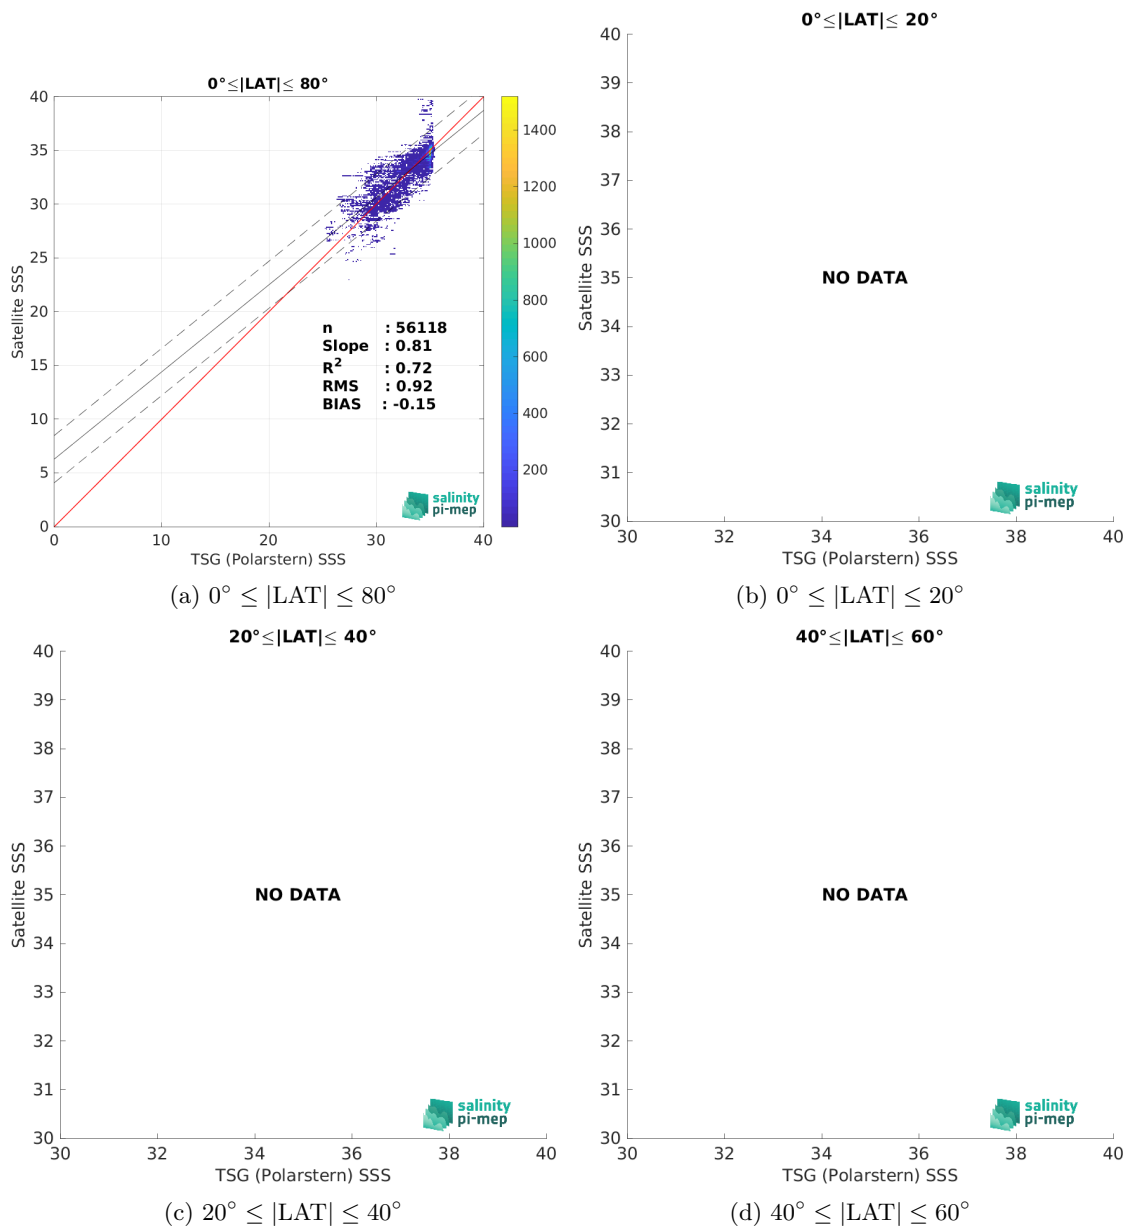 0°≤|LAT|≤ 80°
40
35
30
25
20
15
10
5
0
0
10
20
30
40
Satellite SSS
TSG (Polarstern) SSS
n : 56118
Slope : 0.81
R² : 0.72
RMS : 0.92
BIAS : -0.15
salinity
pi-mep
1400
1200
1000
800
600
400
200
(a) 0° ≤ |LAT| ≤ 80°
0°≤|LAT|≤ 20°
40
39
38
37
36
35
34
33
32
31
30
30
32
34
36
38
40
Satellite SSS
NO DATA
salinity
pi-mep
TSG (Polarstern) SSS
(b) 0° ≤ |LAT| ≤ 20°
20°≤|LAT|≤ 40°
40
39
38
37
36
35
34
33
32
31
30
30
32
34
36
38
40
Satellite SSS
NO DATA
salinity
pi-mep
TSG (Polarstern) SSS
(c) 20° ≤ |LAT| ≤ 40°
40°≤|LAT|≤ 60°
40
39
38
37
36
35
34
33
32
31
30
30
32
34
36
38
40
Satellite SSS
NO DATA
salinity
pi-mep
TSG (Polarstern) SSS
(d) 40° ≤ |LAT| ≤ 60°